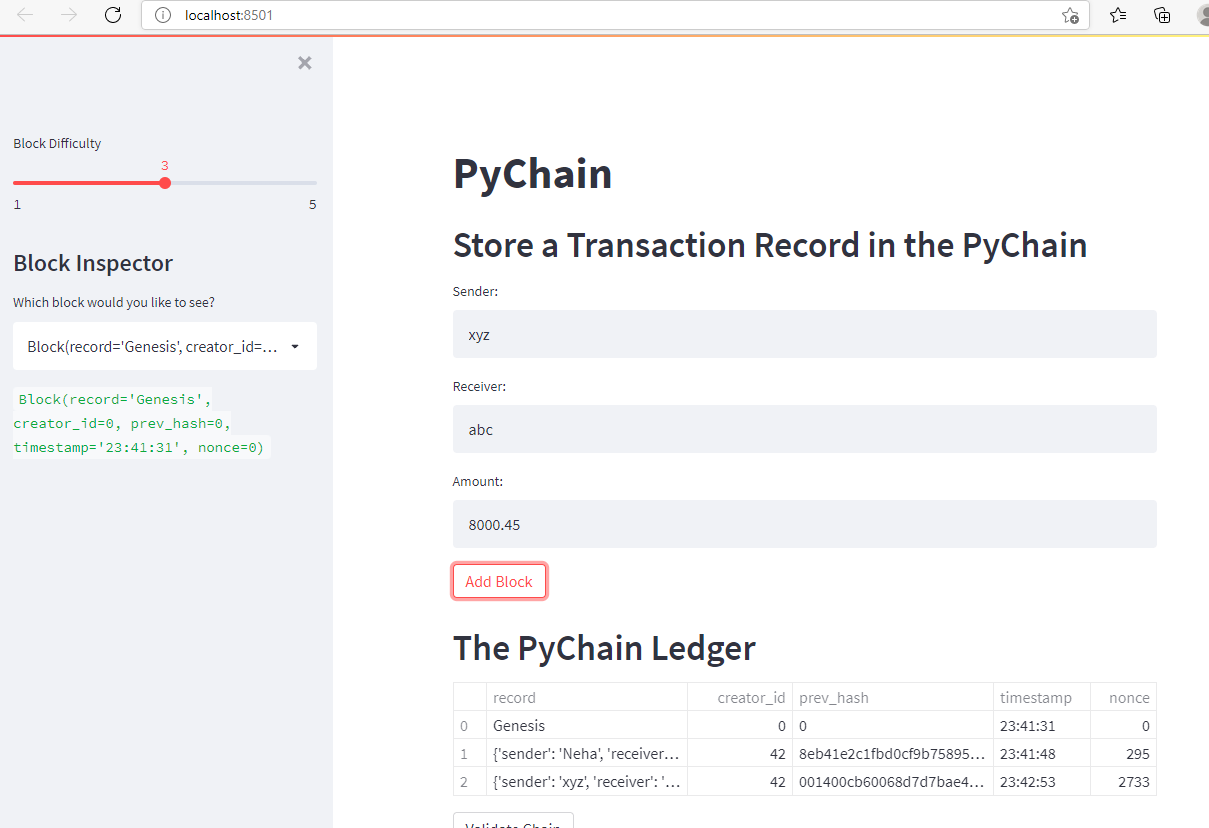 localhost:8501
×
Block Difficulty
3
1 5
Block Inspector
Which block would you like to see?
Block(record='Genesis', creator_id=...
Block(record='Genesis',
creator_id=0, prev_hash=0,
timestamp='23:41:31', nonce=0)
PyChain
Store a Transaction Record in the PyChain
Sender:
xyz
Receiver:
abc
Amount:
8000.45
Add Block
The PyChain Ledger
record creator_id prev_hash timestamp nonce
0 Genesis 0 0 23:41:31 0
1 {'sender': 'Neha', 'receiver... 42 8eb41e2c1fbd0cf9b75895... 23:41:48 295
2 {'sender': 'xyz', 'receiver': '... 42 001400cb60068d7d7bae4... 23:42:53 2733
Validate Chain